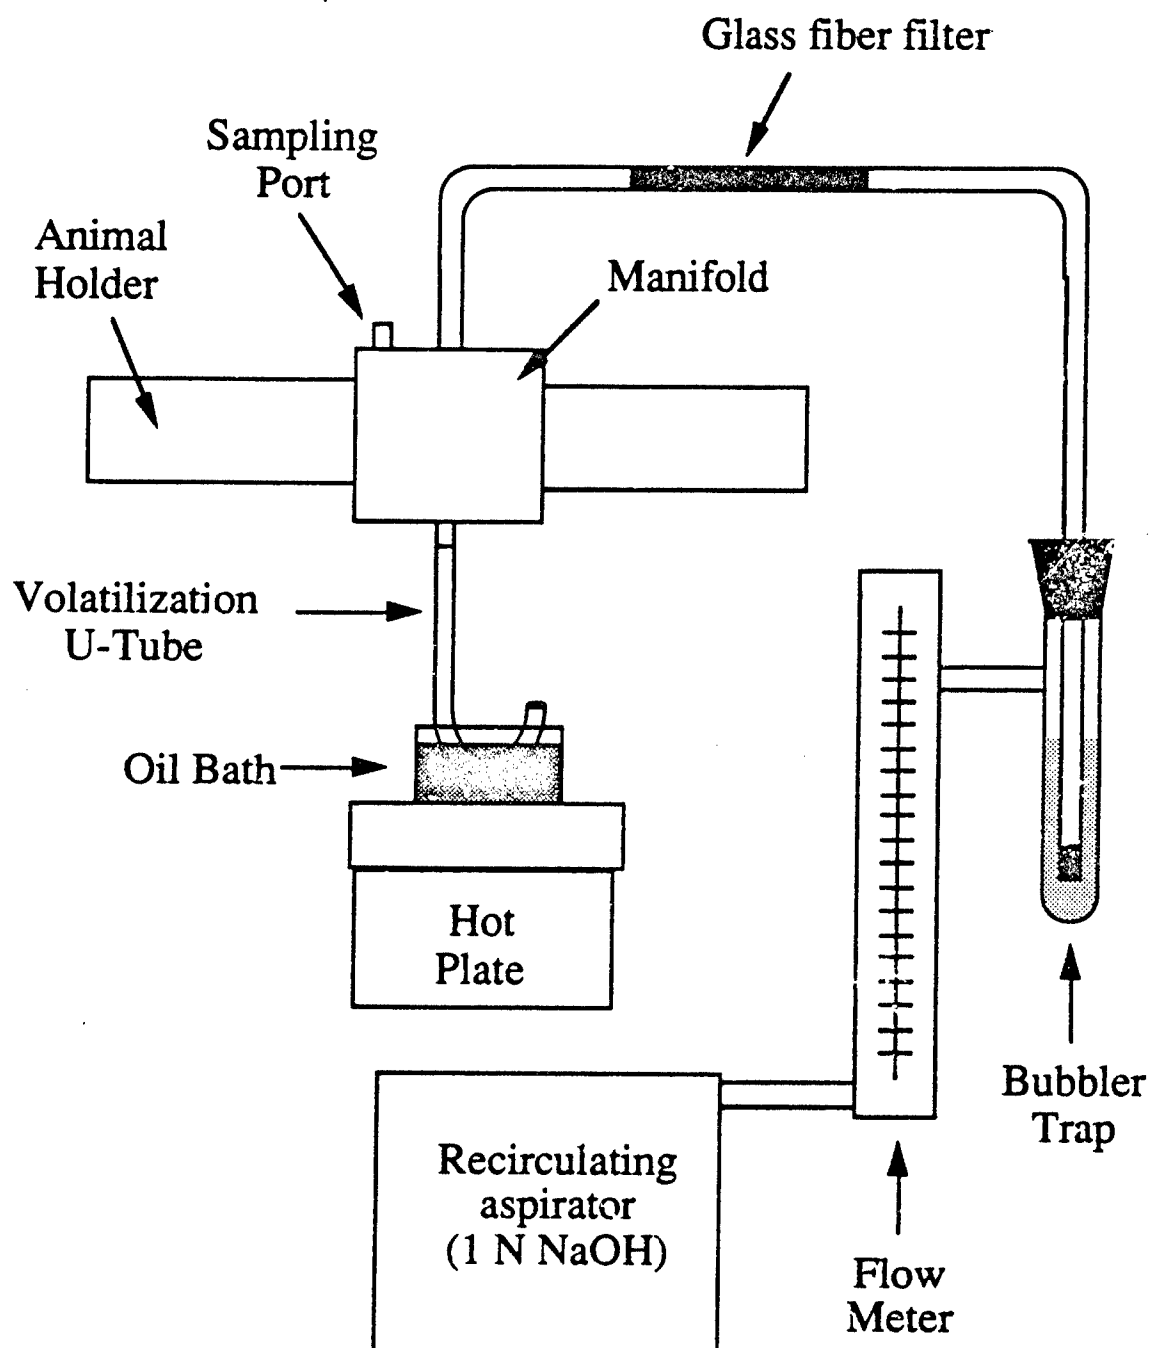 Glass fiber filter
Sampling
Port
Animal
Holder
Manifold
Volatilization
U-Tube
Oil Bath
Hot
Plate
Bubbler
Trap
Recirculating
aspirator
(1 N NaOH)
Flow
Meter